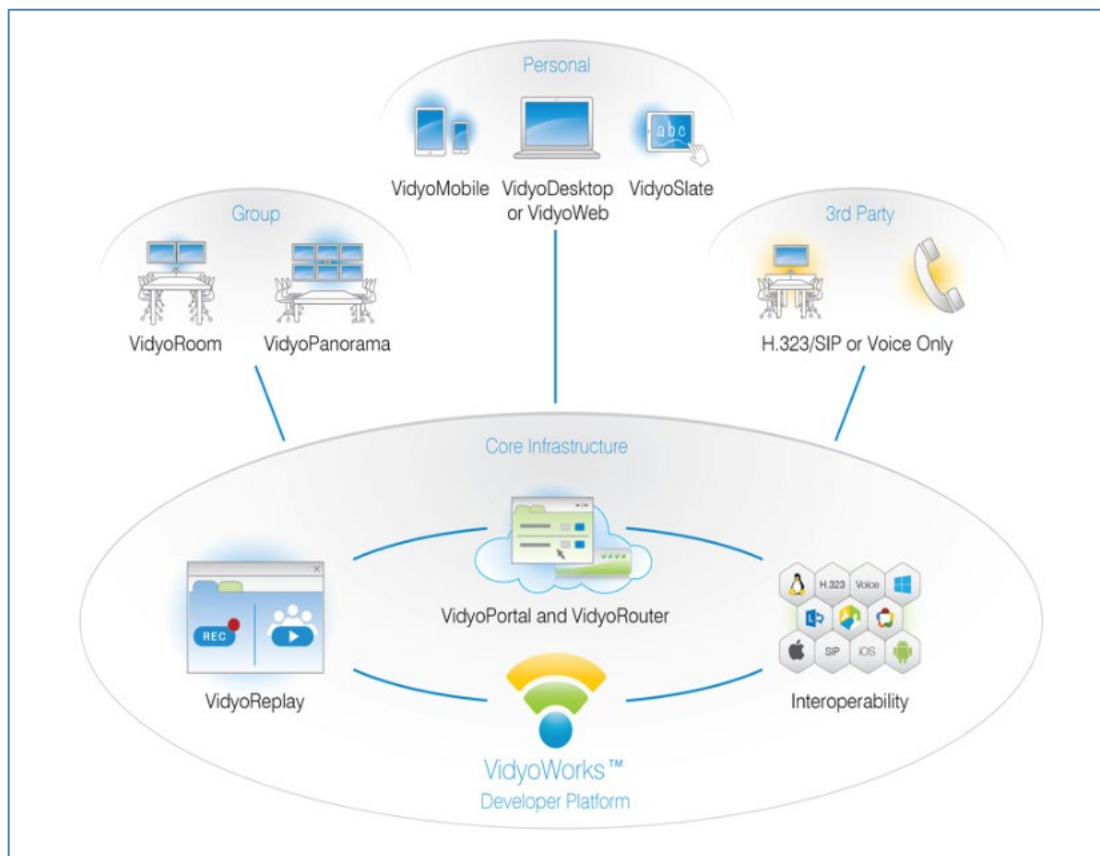 Personal
abc
VidyoMobile
VidyoDesktop
or VidyoWeb
VidyoSlate
Group
VidyoRoom
VidyoPanorama
3rd Party
H.323/SIP or Voice Only
Core Infrastructure
REC
VidyoReplay
VidyoPortal and VidyoRouter
H.323
Voice
SIP
iOS
Interoperability
VidyoWorks™
Developer Platform